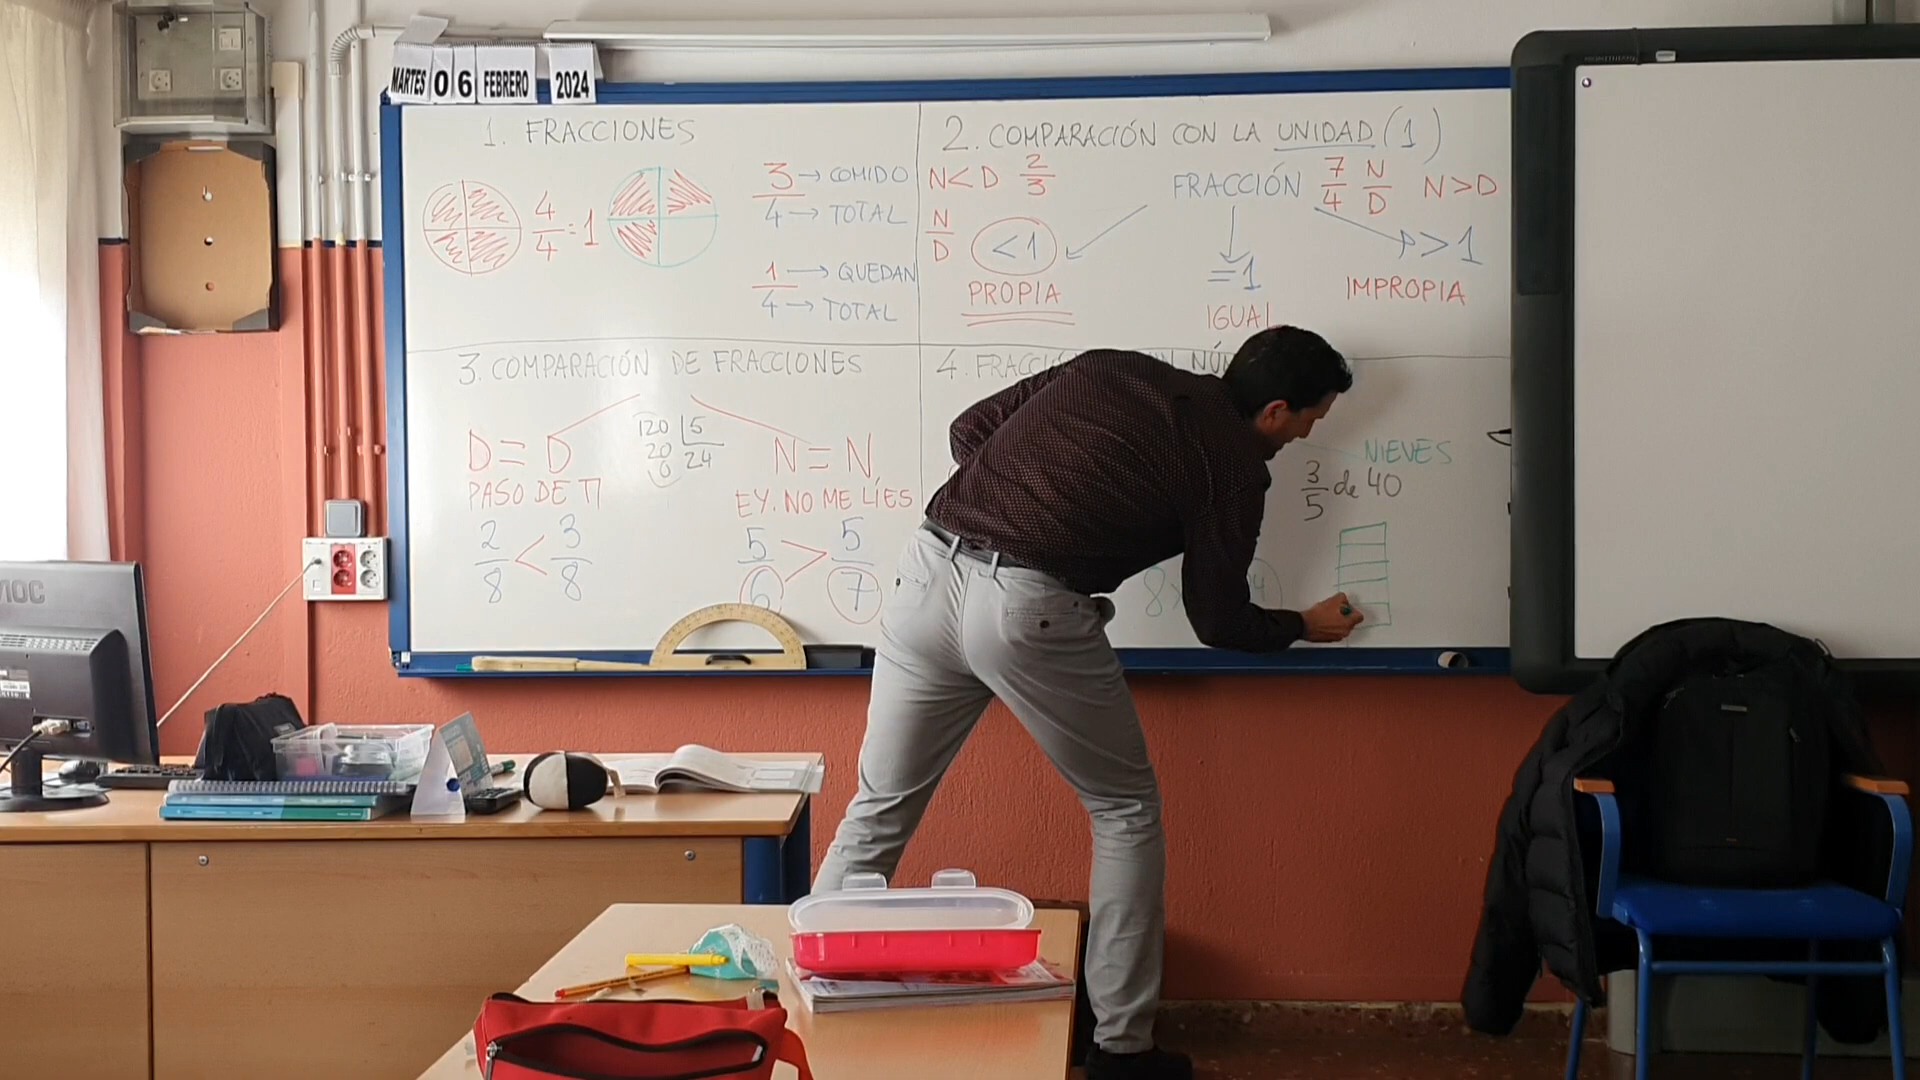 MARTES 06 FEBRERO 2024
1. FRACCIONES
4/4 = 1
3/4
→ COMIDO
→ TOTAL
1/4
→ QUEDAN
→ TOTAL
2. COMPARACIÓN CON LA UNIDAD (1)
N<D 2/3
FRACCIÓN 7/4 N/D N>D
N/D
<1
=1
>1
PROPIA
IGUAL
IMPROPIA
3. COMPARACIÓN DE FRACCIONES
D=D
120 | 5
20 24
0
N=N
PASO DE TI
EY. NO ME LÍES
2/8 < 3/8
5/6 > 5/7
4.
NIEVES
3/5 de 40
8
AOC